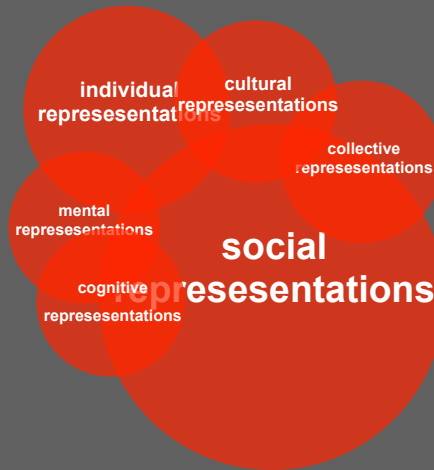 individual
represesentations
cultural
represesentations
collective
represesentations
mental
represesentations
social
represesentations
cognitive
represesentations